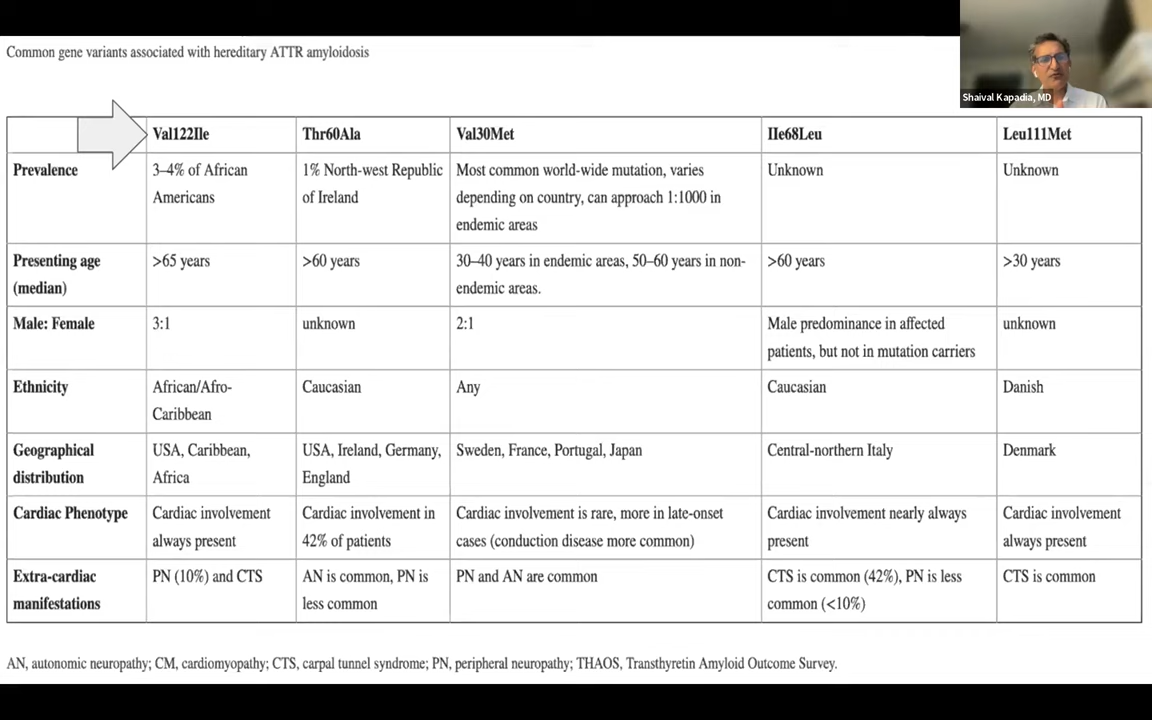 Common gene variants associated with hereditary ATTR amyloidosis
Shaival Kapadia, MD
Val122Ile Thr60Ala Val30Met IIe68Leu Leu111Met
Prevalence
3–4% of African
Americans
1% North-west Republic
of Ireland
Most common world-wide mutation, varies
depending on country, can approach 1:1000 in
endemic areas
Unknown
Unknown
Presenting age
(median)
>65 years
>60 years
30–40 years in endemic areas, 50–60 years in non-
endemic areas.
>60 years
>30 years
Male: Female
3:1
unknown
2:1
Male predominance in affected
patients, but not in mutation carriers
unknown
Ethnicity
African/Afro-
Caribbean
Caucasian
Any
Caucasian
Danish
Geographical
distribution
USA, Caribbean,
Africa
USA, Ireland, Germany,
England
Sweden, France, Portugal, Japan
Central-northern Italy
Denmark
Cardiac Phenotype
Cardiac involvement
always present
Cardiac involvement in
42% of patients
Cardiac involvement is rare, more in late-onset
cases (conduction disease more common)
Cardiac involvement nearly always
present
Cardiac involvement
always present
Extra-cardiac
manifestations
PN (10%) and CTS
AN is common, PN is
less common
PN and AN are common
CTS is common (42%), PN is less
common (<10%)
CTS is common
AN, autonomic neuropathy; CM, cardiomyopathy; CTS, carpal tunnel syndrome; PN, peripheral neuropathy; THAOS, Transthyretin Amyloid Outcome Survey.